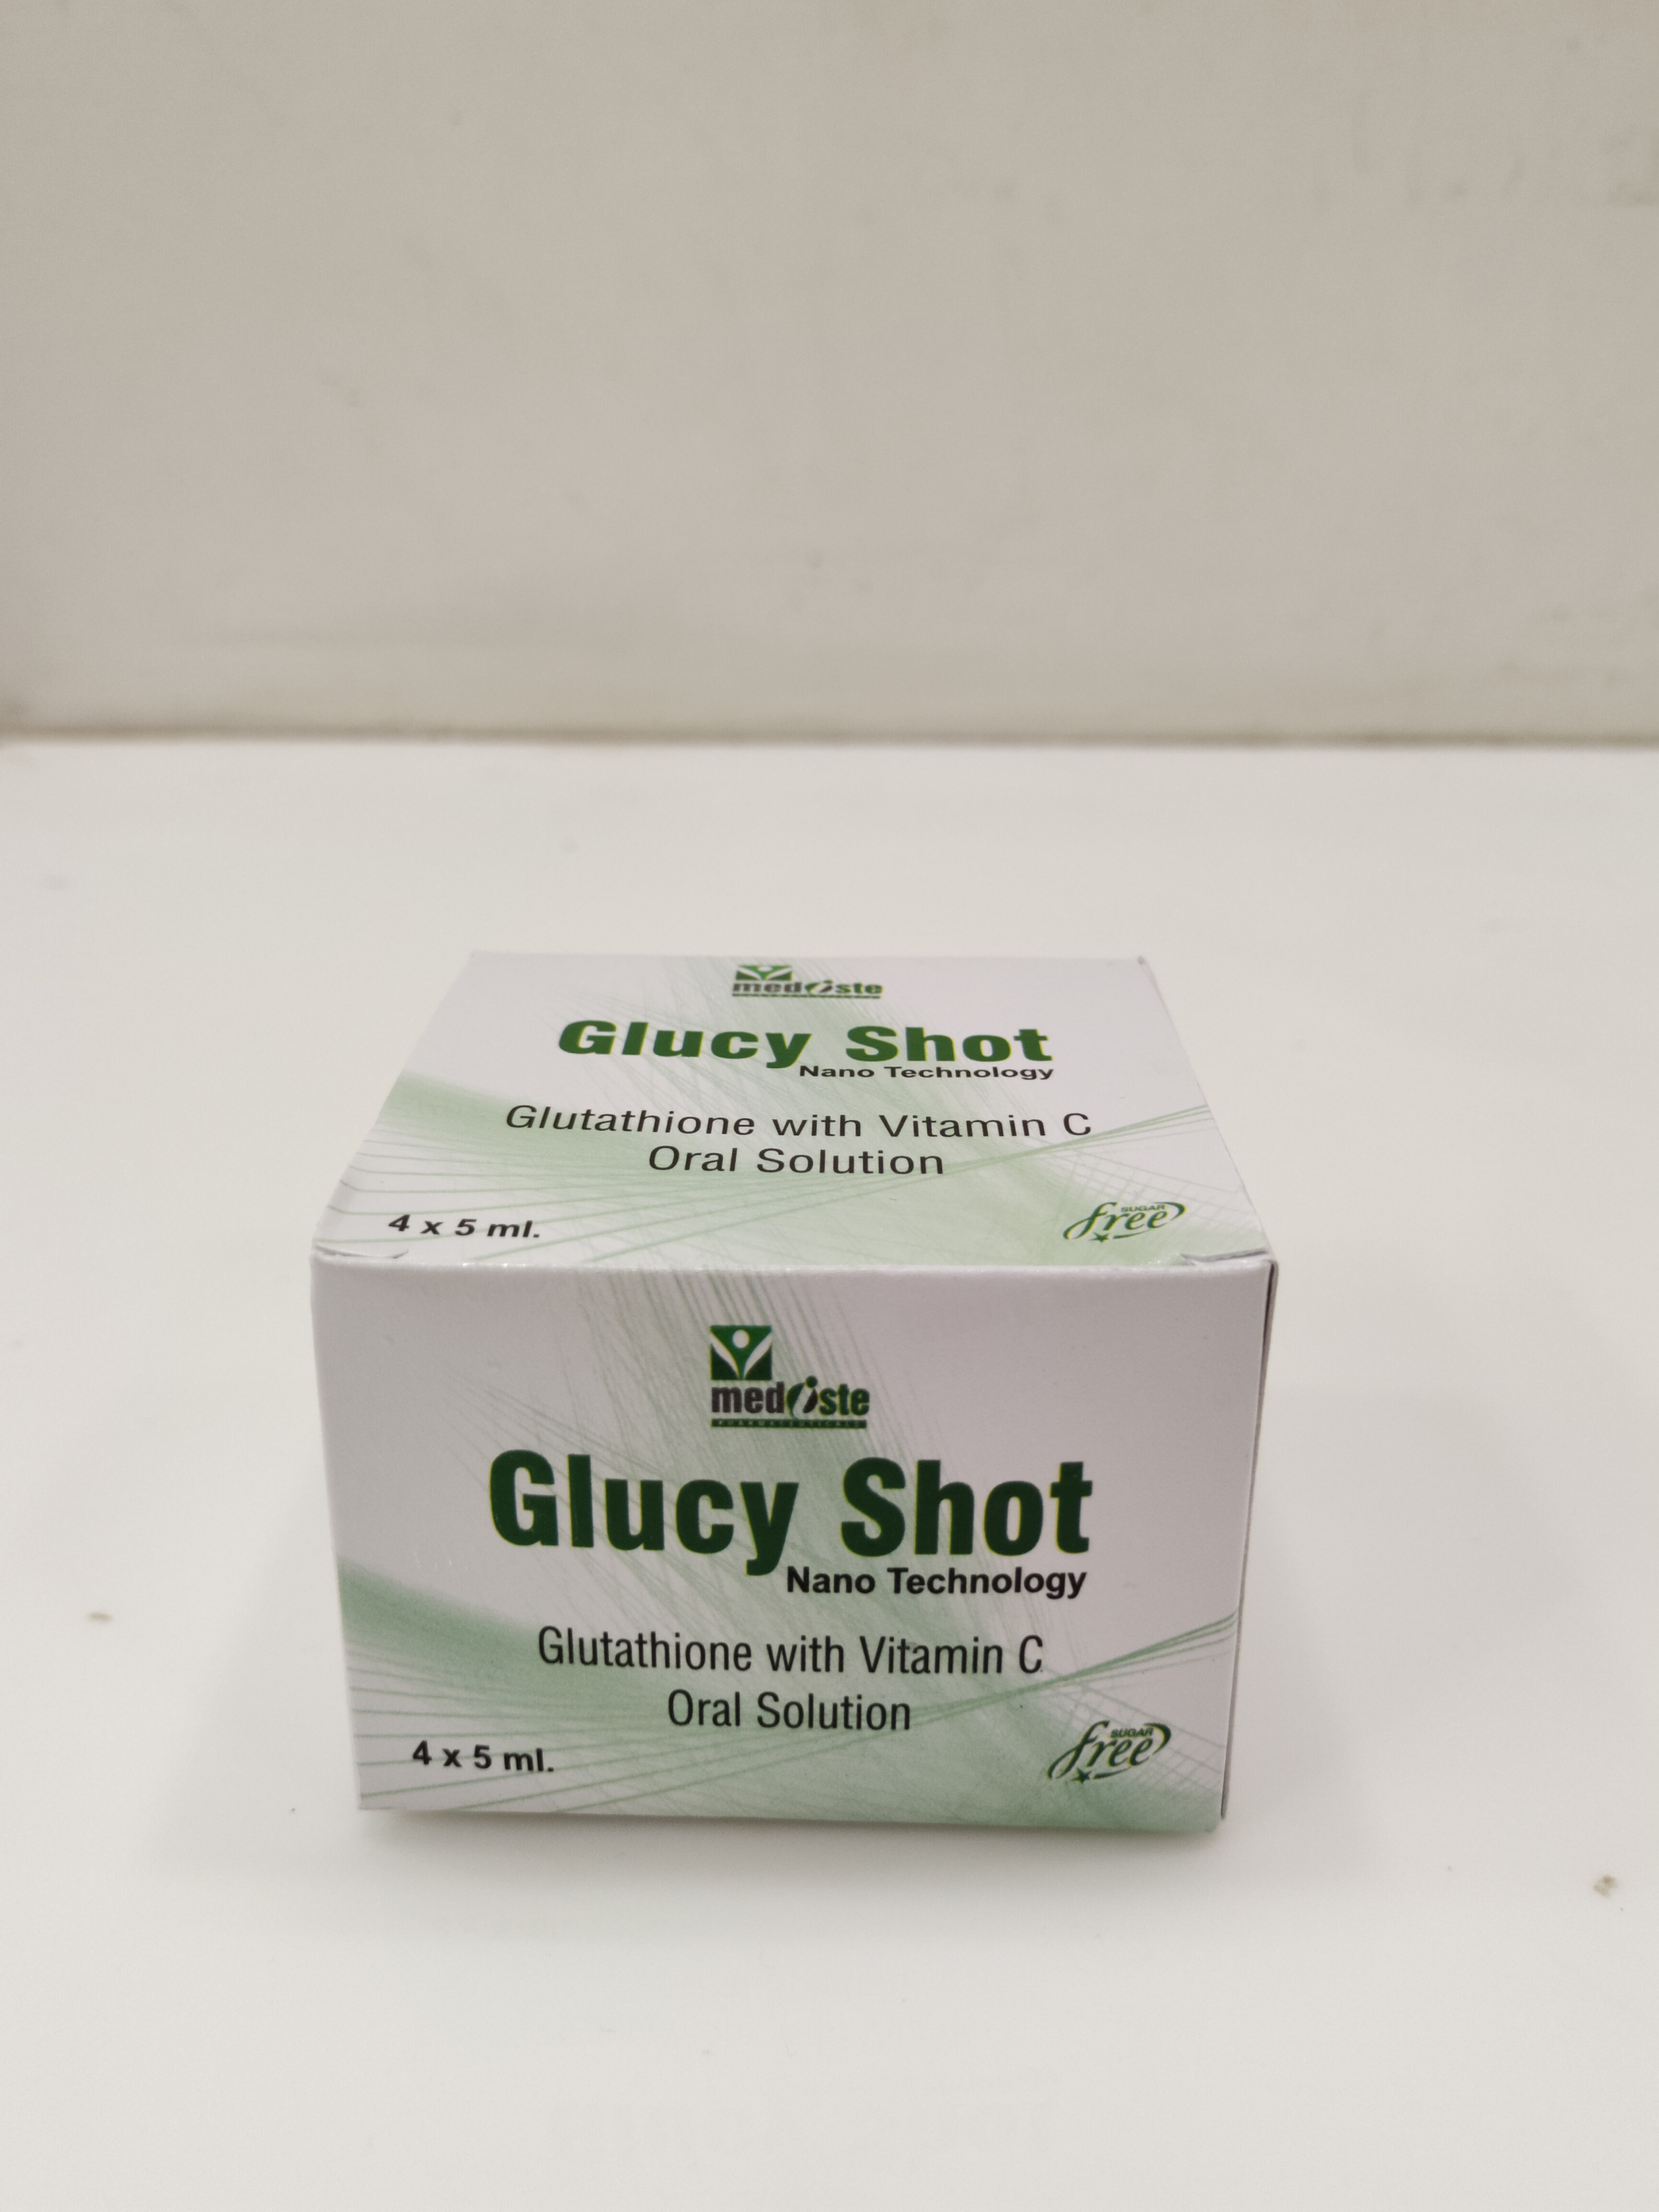 mediste
Glucy Shot
Nano Technology
Glutathione with Vitamin C
Oral Solution
4 x 5 ml.
SUGAR
free
mediste
PHARMACEUTICALS
Glucy Shot
Nano Technology
Glutathione with Vitamin C
Oral Solution
4 x 5 ml.
SUGAR
free